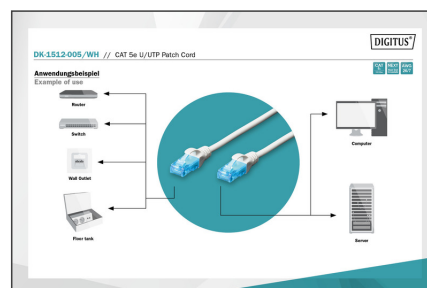 DIGITUS®
DK-1512-005/WH // CAT 5e U/UTP Patch Cord
Anwendungsbeispiel
Example of use
Router
Switch
Wall Outlet
Floor tank
Computer
Server